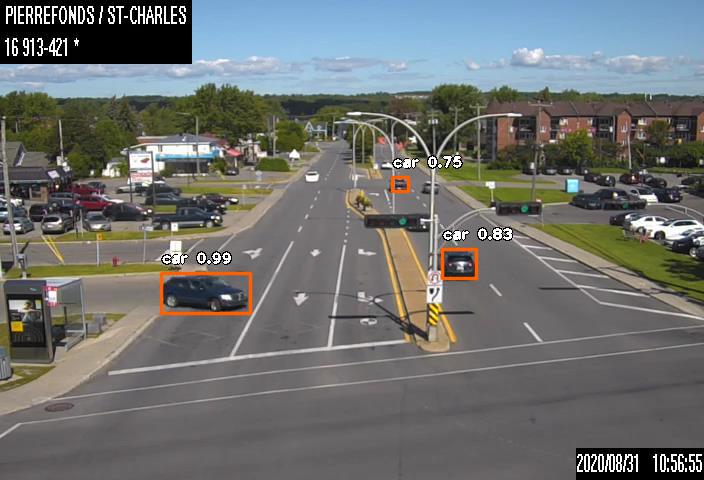 PIERREFONDS / ST-CHARLES
16 913-421 *
car 0.75
car 0.83
car 0.99
2020/08/31 10:56:55